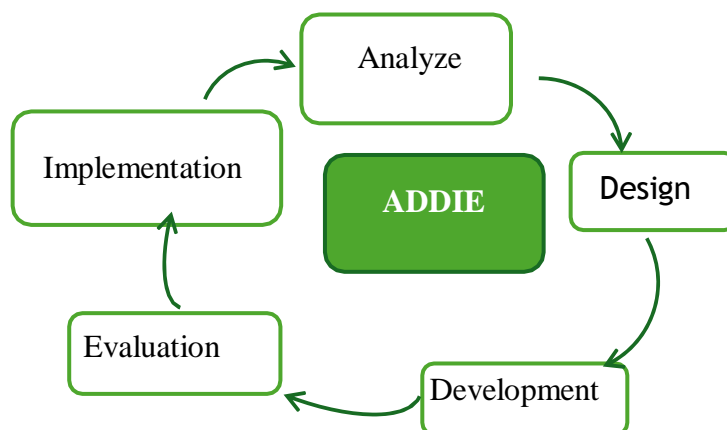 Analyze
Implementation
ADDIE
Design
Evaluation
Development